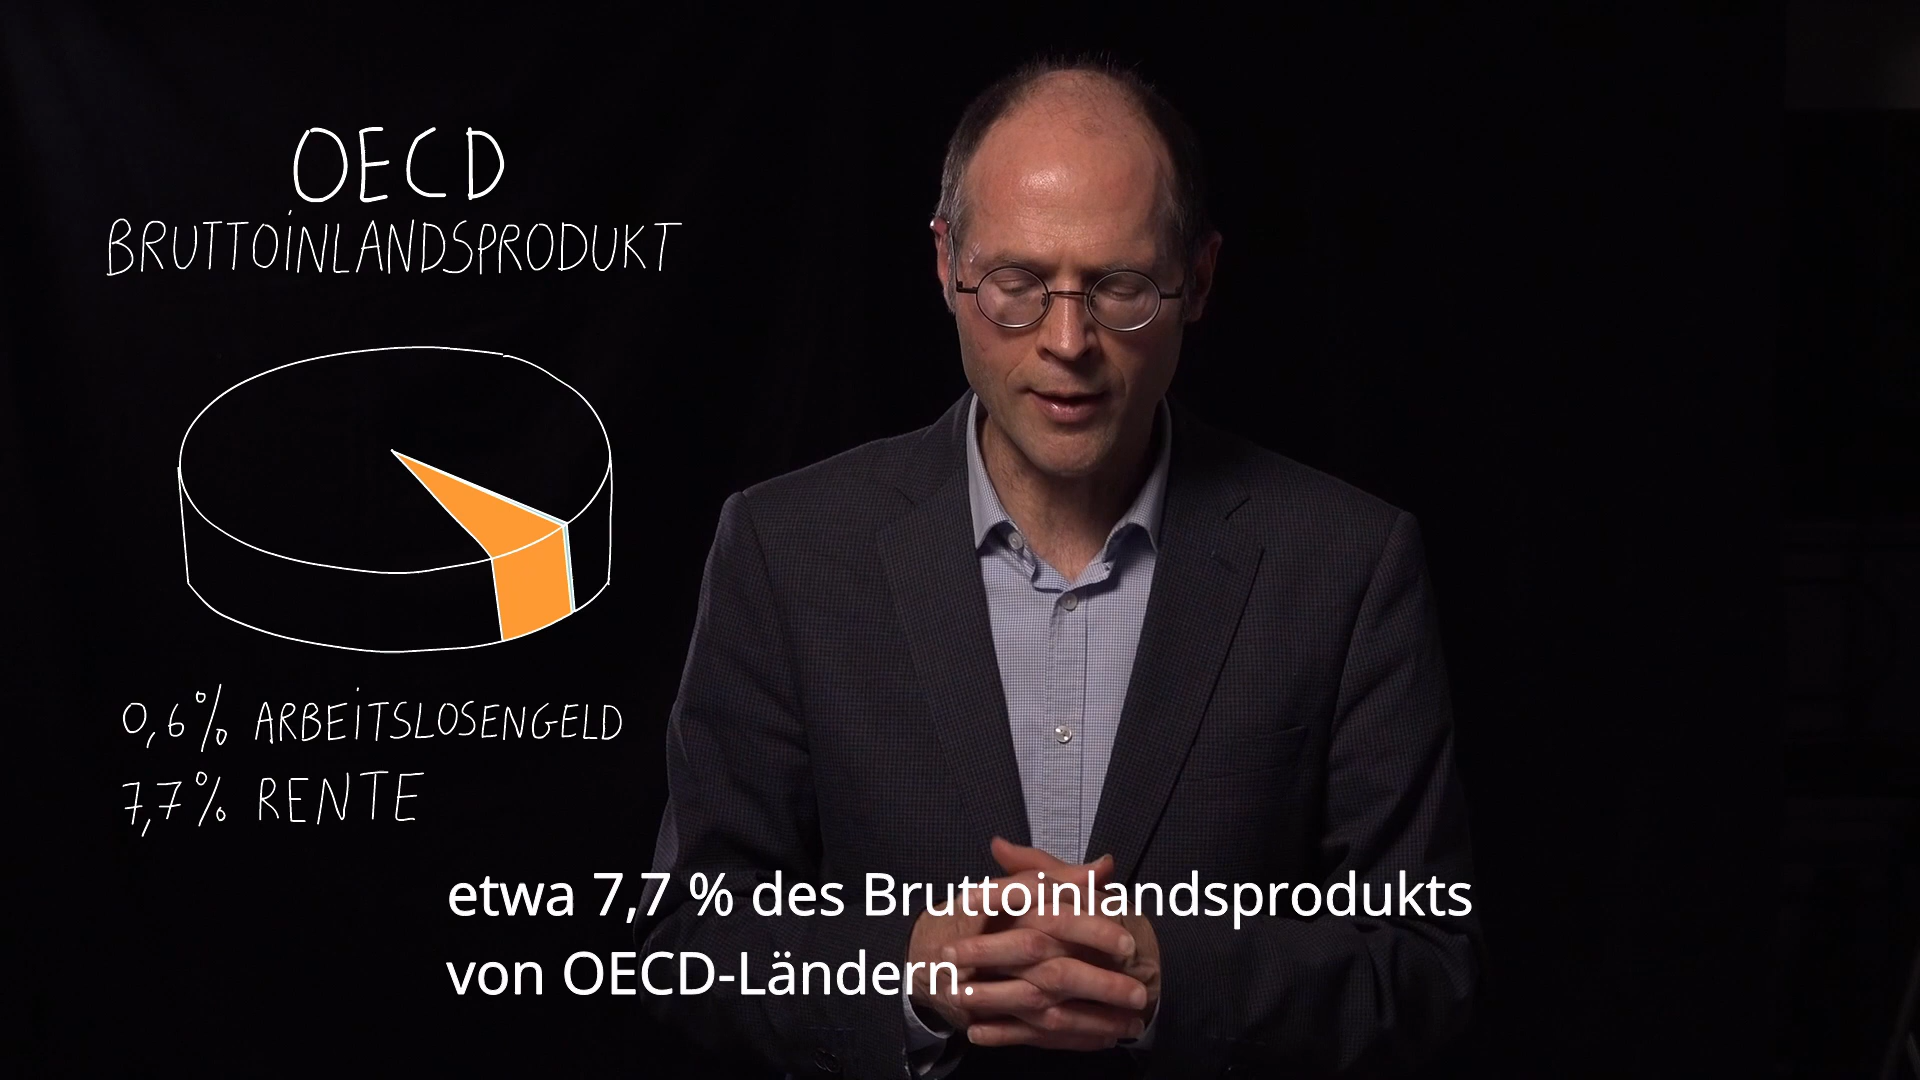 OECD
BRUTTOINLANDSPRODUKT
0,6% ARBEITSLOSENGELD
7,7% RENTE
etwa 7,7 % des Bruttoinlandsprodukts
von OECD-Ländern.